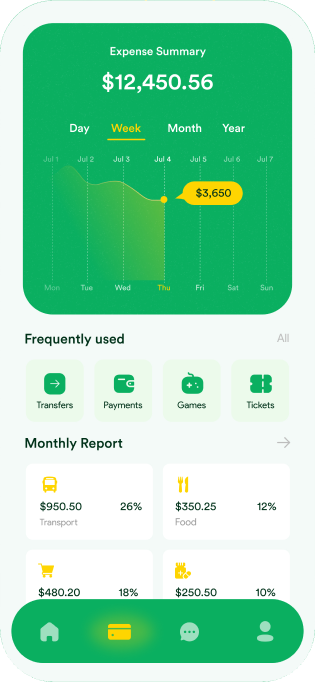 Expense Summary
$12,450.56
Day Week Month Year
Jul 1 Jul 2 Jul 3 Jul 4 Jul 5 Jul 6 Jul 7
$3,650
Mon Tue Wed Thu Fri Sat Sun
Frequently used All
Transfers Payments Games Tickets
Monthly Report
$950.50 26% $350.25 12%
Transport Food
$480.20 18% $250.50 10%